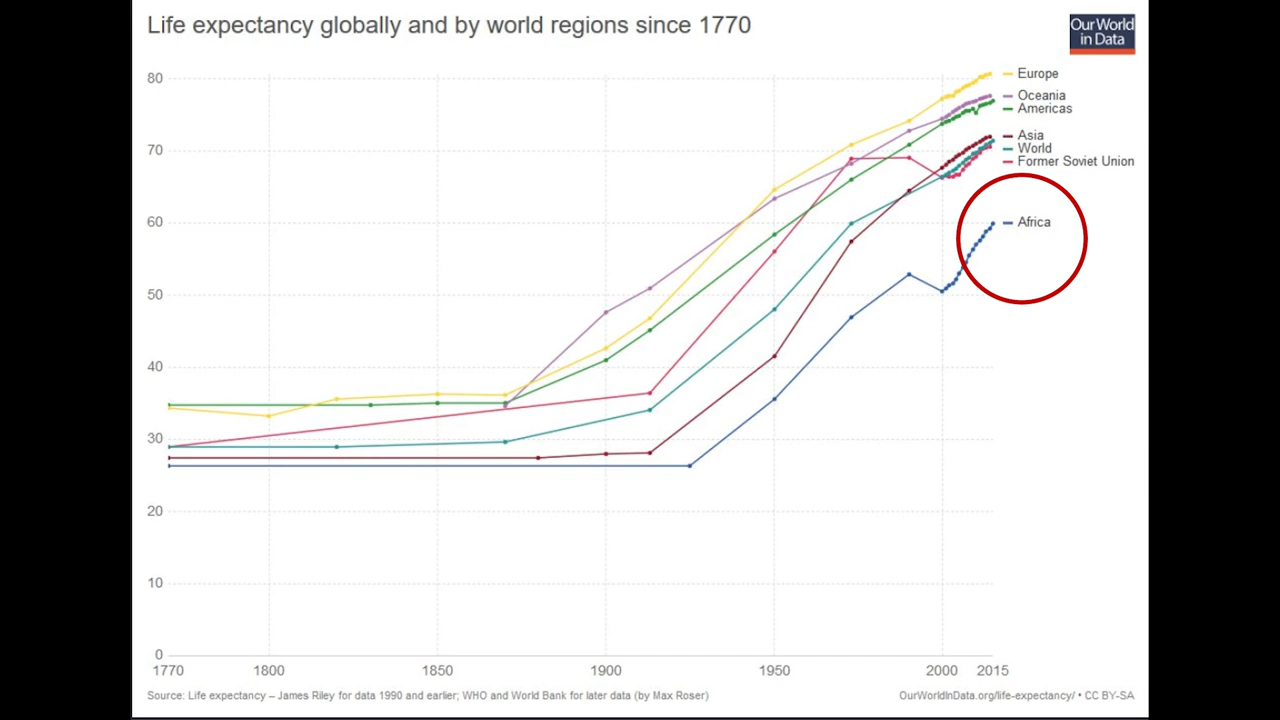 Life expectancy globally and by world regions since 1770
Our World
in Data
80
70
60
50
40
30
20
10
0
Europe
Oceania
Americas
Asia
World
Former Soviet Union
Africa
1770 1800 1850 1900 1950 2000 2015
Source: Life expectancy – James Riley for data 1990 and earlier; WHO and World Bank for later data (by Max Roser)
OurWorldInData.org/life-expectancy/ • CC BY-SA